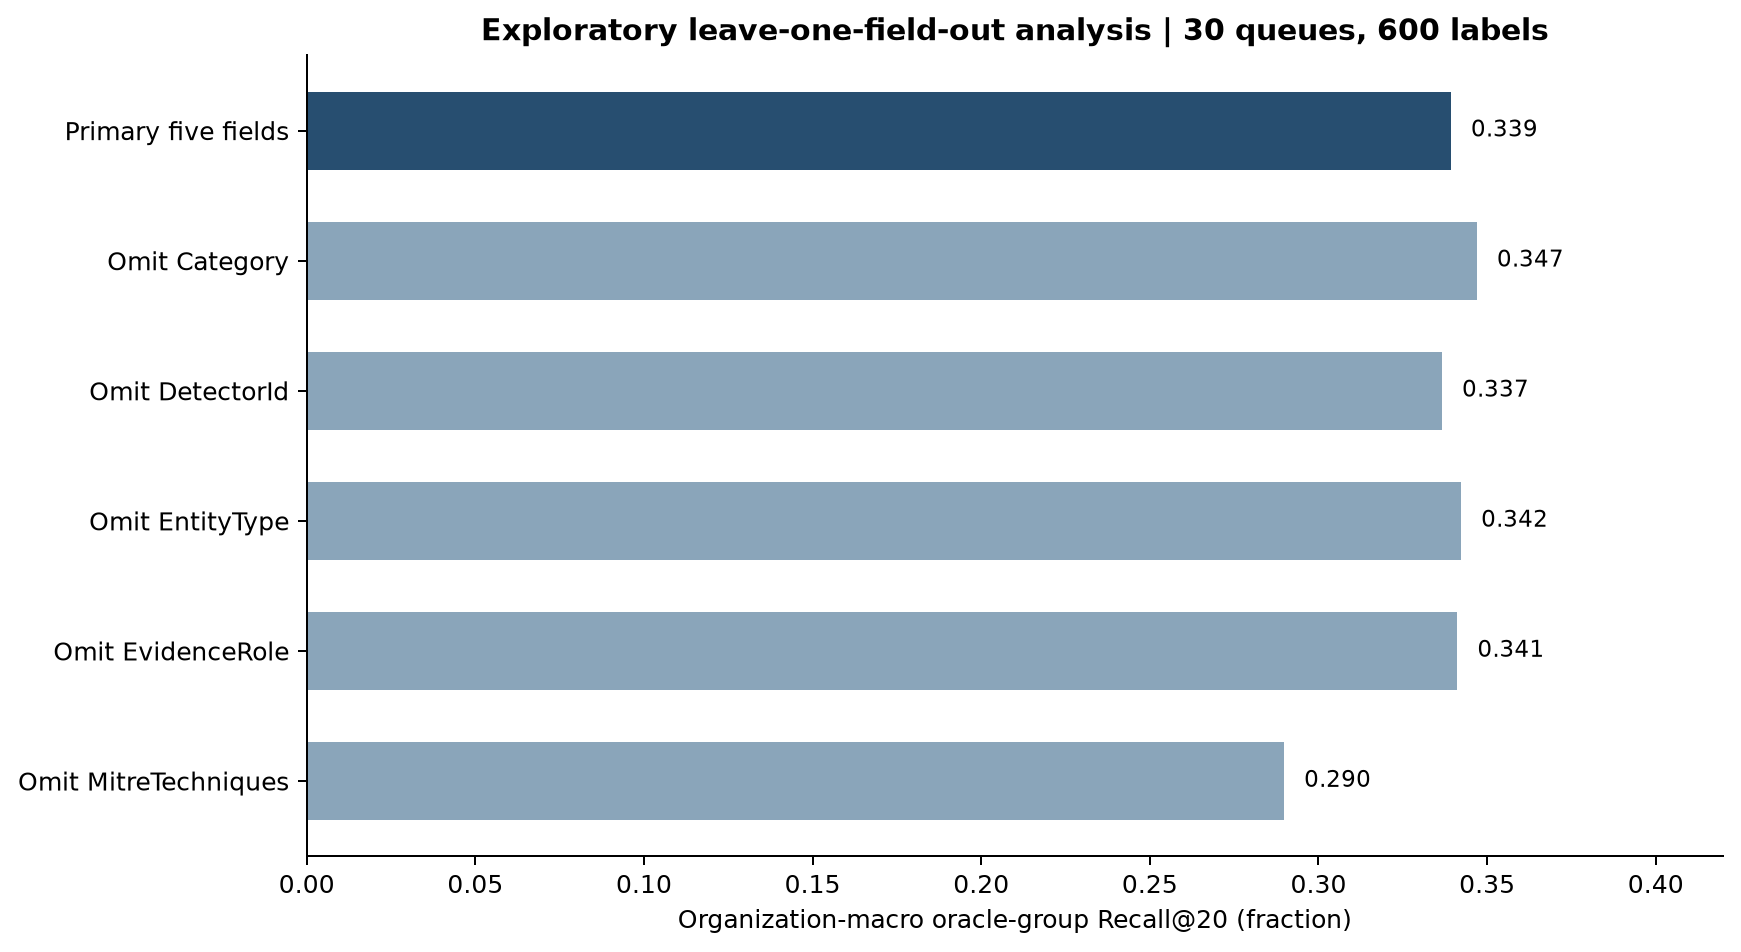 Exploratory leave-one-field-out analysis | 30 queues, 600 labels
Primary five fields
0.339
Omit Category
0.347
Omit DetectorId
0.337
Omit EntityType
0.342
Omit EvidenceRole
0.341
Omit MitreTechniques
0.290
0.00 0.05 0.10 0.15 0.20 0.25 0.30 0.35 0.40
Organization-macro oracle-group Recall@20 (fraction)